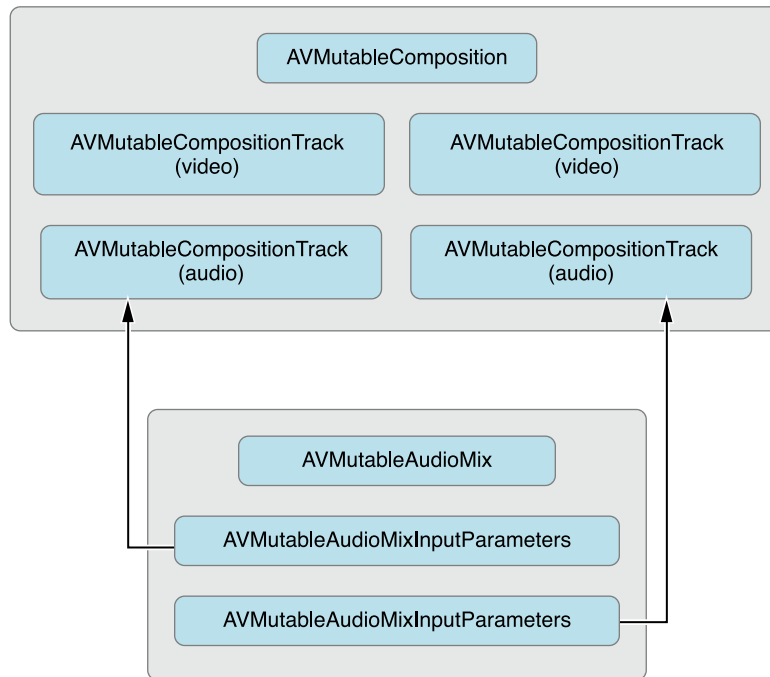 AVMutableComposition
AVMutableCompositionTrack
(video)
AVMutableCompositionTrack
(video)
AVMutableCompositionTrack
(audio)
AVMutableCompositionTrack
(audio)
AVMutableAudioMix
AVMutableAudioMixInputParameters
AVMutableAudioMixInputParameters